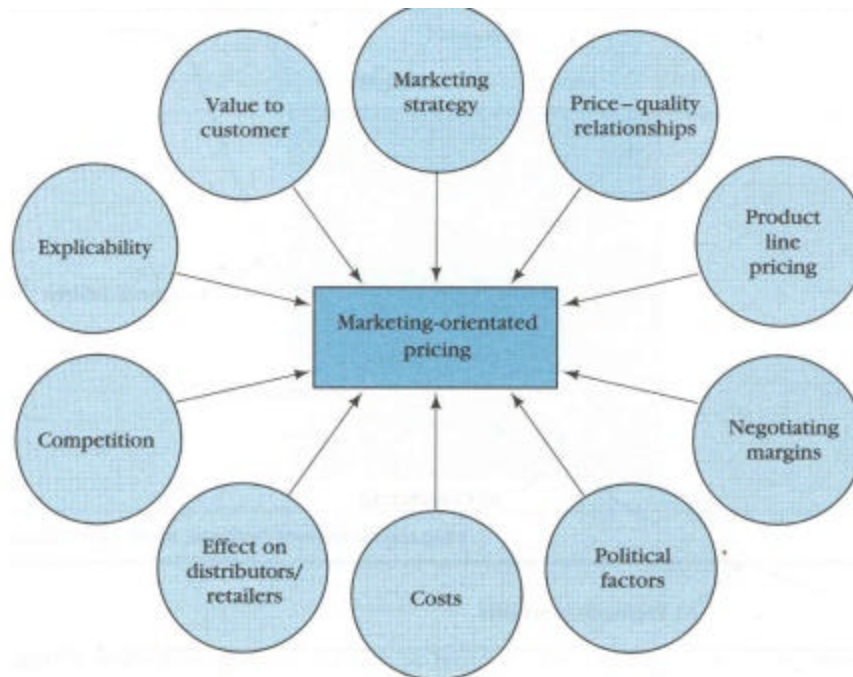 Marketing
strategy
Price–quality
relationships
Product
line
pricing
Negotiating
margins
Political
factors
Costs
Effect on
distributors/
retailers
Competition
Explicability
Value to
customer
Marketing-orientated
pricing